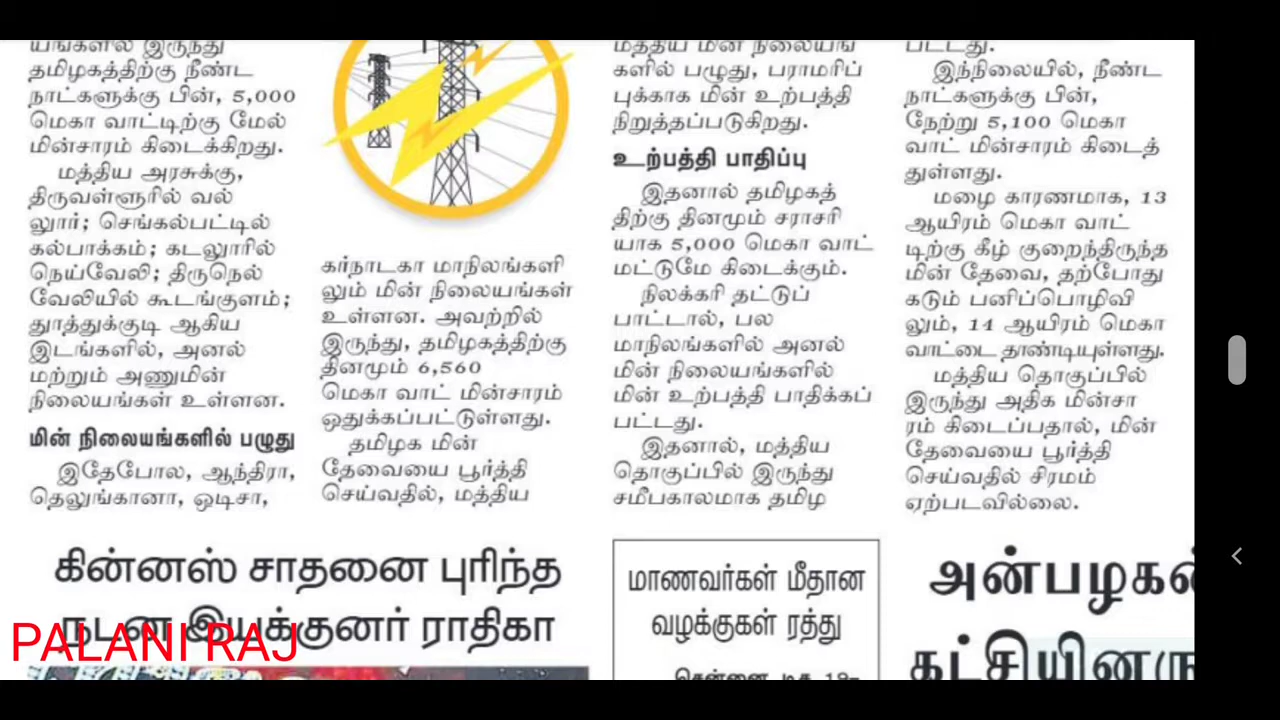 யங்களில் இருந்து
தமிழகத்திற்கு நீண்ட
நாட்களுக்கு பின், 5,000
மெகா வாட்டிற்கு மேல்
மின்சாரம் கிடைக்கிறது.
மத்திய அரசுக்கு,
திருவள்ளூரில் வல்
லுார்; செங்கல்பட்டில்
கல்பாக்கம்; கடலுாரில்
நெய்வேலி; திருநெல்
வேலியில் கூடங்குளம்;
துாத்துக்குடி ஆகிய
இடங்களில், அனல்
மற்றும் அணுமின்
நிலையங்கள் உள்ளன.
மின் நிலையங்களில் பழுது
இதேபோல, ஆந்திரா,
தெலுங்கானா, ஒடிசா,
கர்நாடகா மாநிலங்களி
லும் மின் நிலையங்கள்
உள்ளன. அவற்றில்
இருந்து, தமிழகத்திற்கு
தினமும் 6,560
மெகா வாட் மின்சாரம்
ஒதுக்கப்பட்டுள்ளது.
தமிழக மின்
தேவையை பூர்த்தி
செய்வதில், மத்திய
மத்திய மின் நிலையங்
களில் பழுது, பராமரிப்
புக்காக மின் உற்பத்தி
நிறுத்தப்படுகிறது.
உற்பத்தி பாதிப்பு
இதனால் தமிழகத்
திற்கு தினமும் சராசரி
யாக 5,000 மெகா வாட்
மட்டுமே கிடைக்கும்.
நிலக்கரி தட்டுப்
பாட்டால், பல
மாநிலங்களில் அனல்
மின் நிலையங்களில்
மின் உற்பத்தி பாதிக்கப்
பட்டது.
இதனால், மத்திய
தொகுப்பில் இருந்து
சமீபகாலமாக தமிழ
பட்டது.
இந்நிலையில், நீண்ட
நாட்களுக்கு பின்,
நேற்று 5,100 மெகா
வாட் மின்சாரம் கிடைத்
துள்ளது.
மழை காரணமாக, 13
ஆயிரம் மெகா வாட்
டிற்கு கீழ் குறைந்திருந்த
மின் தேவை, தற்போது
கடும் பனிப்பொழிவி
லும், 14 ஆயிரம் மெகா
வாட்டை தாண்டியுள்ளது.
மத்திய தொகுப்பில்
இருந்து அதிக மின்சா
ரம் கிடைப்பதால், மின்
தேவையை பூர்த்தி
செய்வதில் சிரமம்
ஏற்படவில்லை.
கின்னஸ் சாதனை புரிந்த
நடன இயக்குனர் ராதிகா
PALANI RAJ
மாணவர்கள் மீதான
வழக்குகள் ரத்து
சென்னை, டிச. 19–
அன்பழகன்
கட்சியினரு